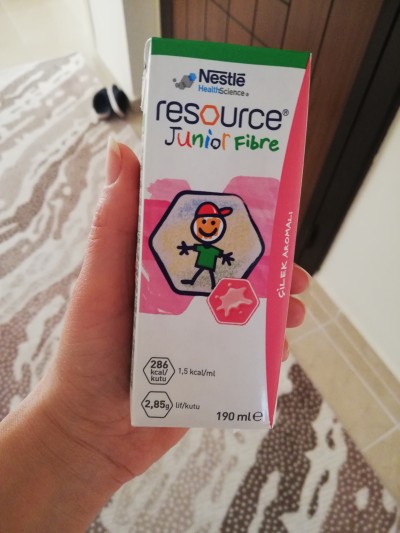 Nestlé
HealthScience®
resource®
Junior Fibre
ÇİLEK AROMALI
286
kcal/
kutu
1,5 kcal/ml
2,85g
lif/kutu
190 ml e